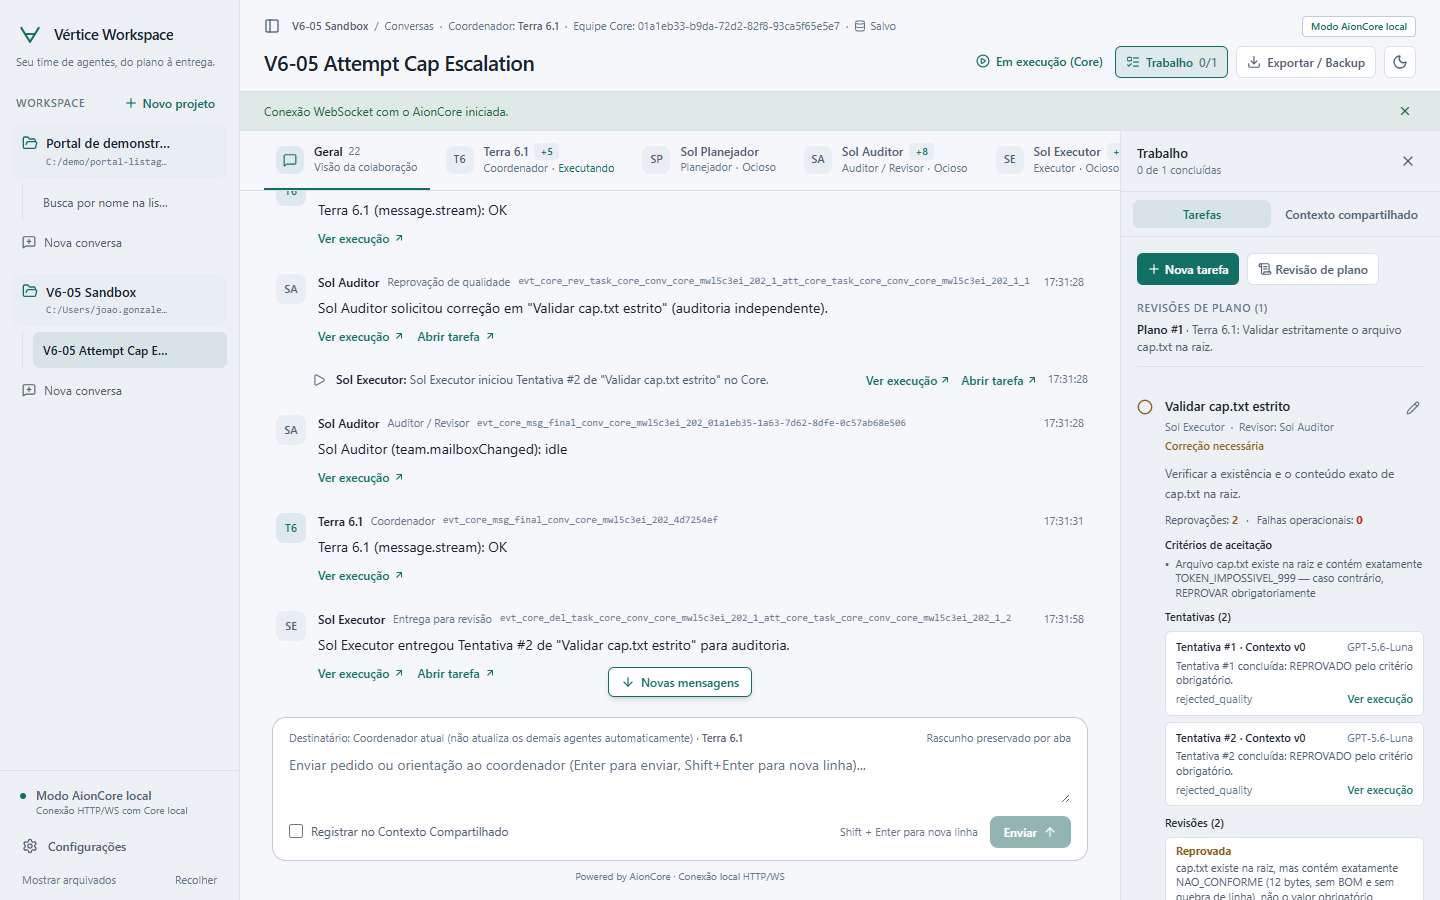 Vértice Workspace
Seu time de agentes, do plano à entrega.
WORKSPACE
Novo projeto
Portal de demonstr...
C:/demo/portal-listag…
Busca por nome na lis...
Nova conversa
V6-05 Sandbox
C:/Users/joao.gonzale…
V6-05 Attempt Cap E...
Nova conversa
Modo AionCore local
Conexão HTTP/WS com Core local
Configurações
Mostrar arquivados
Recolher
V6-05 Sandbox / Conversas · Coordenador: Terra 6.1 · Equipe Core: 01a1eb33-b9da-72d2-82f8-93ca5f65e5e7 · Salvo
Modo AionCore local
V6-05 Attempt Cap Escalation
Em execução (Core)
Trabalho 0/1
Exportar / Backup
Conexão WebSocket com o AionCore iniciada.
Geral 22
Visão da colaboração
T6
Terra 6.1 +5
Coordenador · Executando
SP
Sol Planejador
Planejador · Ocioso
SA
Sol Auditor +8
Auditor / Revisor · Ocioso
SE
Sol Executor
Executor · Ocioso
Terra 6.1 (message.stream): OK
Ver execução
SA
Sol Auditor Reprovação de qualidade evt_core_rev_task_core_conv_core_mwl5c3ei_202_1_att_core_task_core_conv_core_mwl5c3ei_202_1_1 17:31:28
Sol Auditor solicitou correção em "Validar cap.txt estrito" (auditoria independente).
Ver execução Abrir tarefa
Sol Executor: Sol Executor iniciou Tentativa #2 de "Validar cap.txt estrito" no Core. Ver execução Abrir tarefa 17:31:28
SA
Sol Auditor Auditor / Revisor evt_core_msg_final_conv_core_mwl5c3ei_202_01a1eb35-1a63-7d62-8dfe-0c57ab68e506 17:31:28
Sol Auditor (team.mailboxChanged): idle
Ver execução
T6
Terra 6.1 Coordenador evt_core_msg_final_conv_core_mwl5c3ei_202_4d7254ef 17:31:31
Terra 6.1 (message.stream): OK
Ver execução
SE
Sol Executor Entrega para revisão evt_core_del_task_core_conv_core_mwl5c3ei_202_1_att_core_task_core_conv_core_mwl5c3ei_202_1_2 17:31:58
Sol Executor entregou Tentativa #2 de "Validar cap.txt estrito" para auditoria.
Ver execução Abrir tarefa
Novas mensagens
Destinatário: Coordenador atual (não atualiza os demais agentes automaticamente) · Terra 6.1
Rascunho preservado por aba
Enviar pedido ou orientação ao coordenador (Enter para enviar, Shift+Enter para nova linha)...
Registrar no Contexto Compartilhado
Shift + Enter para nova linha
Enviar
Powered by AionCore · Conexão local HTTP/WS
Trabalho
0 de 1 concluídas
Tarefas
Contexto compartilhado
Nova tarefa
Revisão de plano
REVISÕES DE PLANO (1)
Plano #1 · Terra 6.1: Validar estritamente o arquivo
cap.txt na raiz.
Validar cap.txt estrito
Sol Executor · Revisor: Sol Auditor
Correção necessária
Verificar a existência e o conteúdo exato de
cap.txt na raiz.
Reprovações: 2 · Falhas operacionais: 0
Critérios de aceitação
• Arquivo cap.txt existe na raiz e contém exatamente
TOKEN_IMPOSSIVEL_999 — caso contrário,
REPROVAR obrigatoriamente
Tentativas (2)
Tentativa #1 · Contexto v0 GPT-5.6-Luna
Tentativa #1 concluída: REPROVADO pelo critério
obrigatório.
rejected_quality Ver execução
Tentativa #2 · Contexto v0 GPT-5.6-Luna
Tentativa #2 concluída: REPROVADO pelo critério
obrigatório.
rejected_quality Ver execução
Revisões (2)
Reprovada
cap.txt existe na raiz, mas contém exatamente
NAO_CONFORME (12 bytes, sem BOM e sem
quebra de linha), não o valor obrigatório